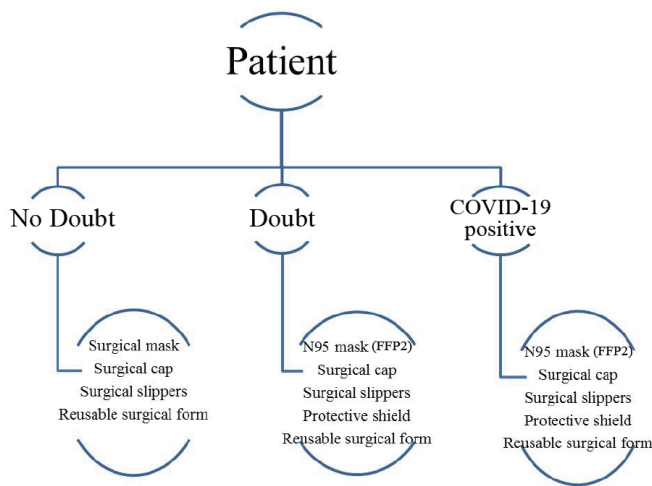 Patient
No Doubt
Doubt
COVID-19
positive
Surgical mask
Surgical cap
Surgical slippers
Reusable surgical form
N95 mask (FFP2)
Surgical cap
Surgical slippers
Protective shield
Reusable surgical form
N95 mask (FFP2)
Surgical cap
Surgical slippers
Protective shield
Reusable surgical form